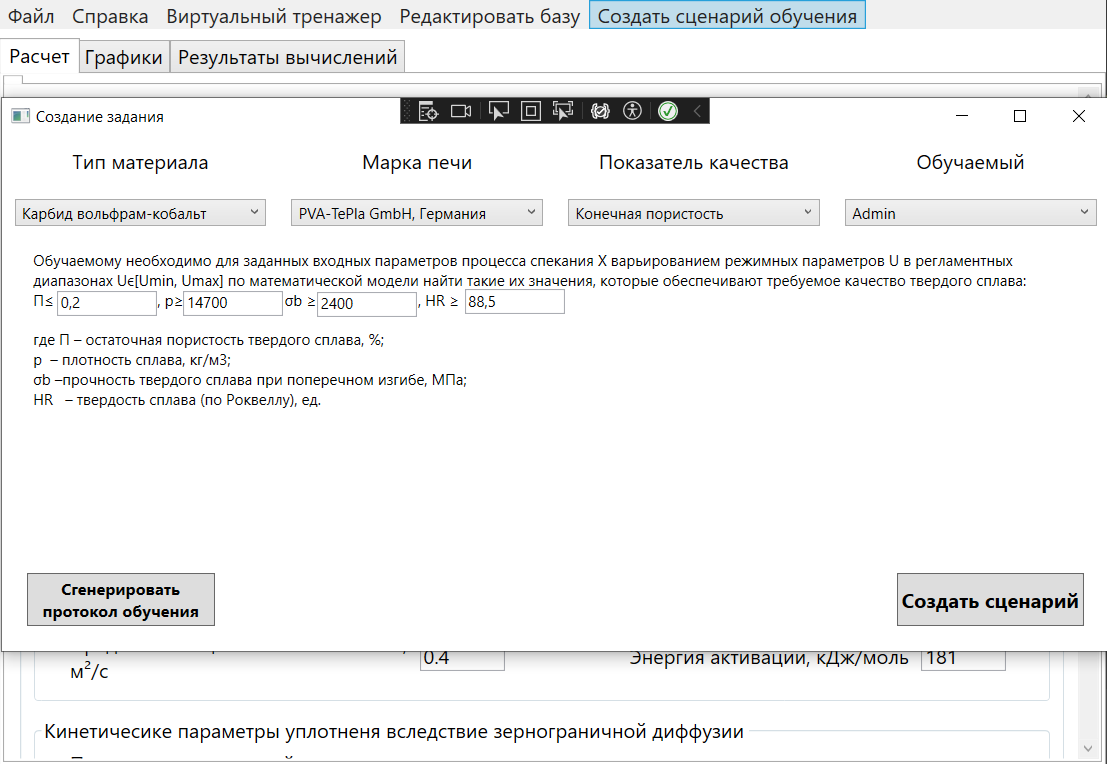 Файл Справка Виртуальный тренажер Редактировать базу Создать сценарий обучения
Расчет Графики Результаты вычислений
Создание задания
Тип материала Марка печи Показатель качества Обучаемый
Карбид вольфрам-кобальт PVA-TePla GmbH, Германия Конечная пористость Admin
Обучаемому необходимо для заданных входных параметров процесса спекания X варьированием режимных параметров U в регламентных
диапазонах Uє[Umin, Umax] по математической модели найти такие их значения, которые обеспечивают требуемое качество твердого сплава:
П≤ 0,2 , p≥ 14700 σb ≥ 2400 , HR ≥ 88,5
где П – остаточная пористость твердого сплава, %;
p – плотность сплава, кг/м3;
σb –прочность твердого сплава при поперечном изгибе, МПа;
HR – твердость сплава (по Роквеллу), ед.
Сгенерировать
протокол обучения
Создать сценарий
м²/с 0.4 Энергия активации, кДж/моль 181
Кинетичесике параметры уплотненя вследствие зернограничной диффузии